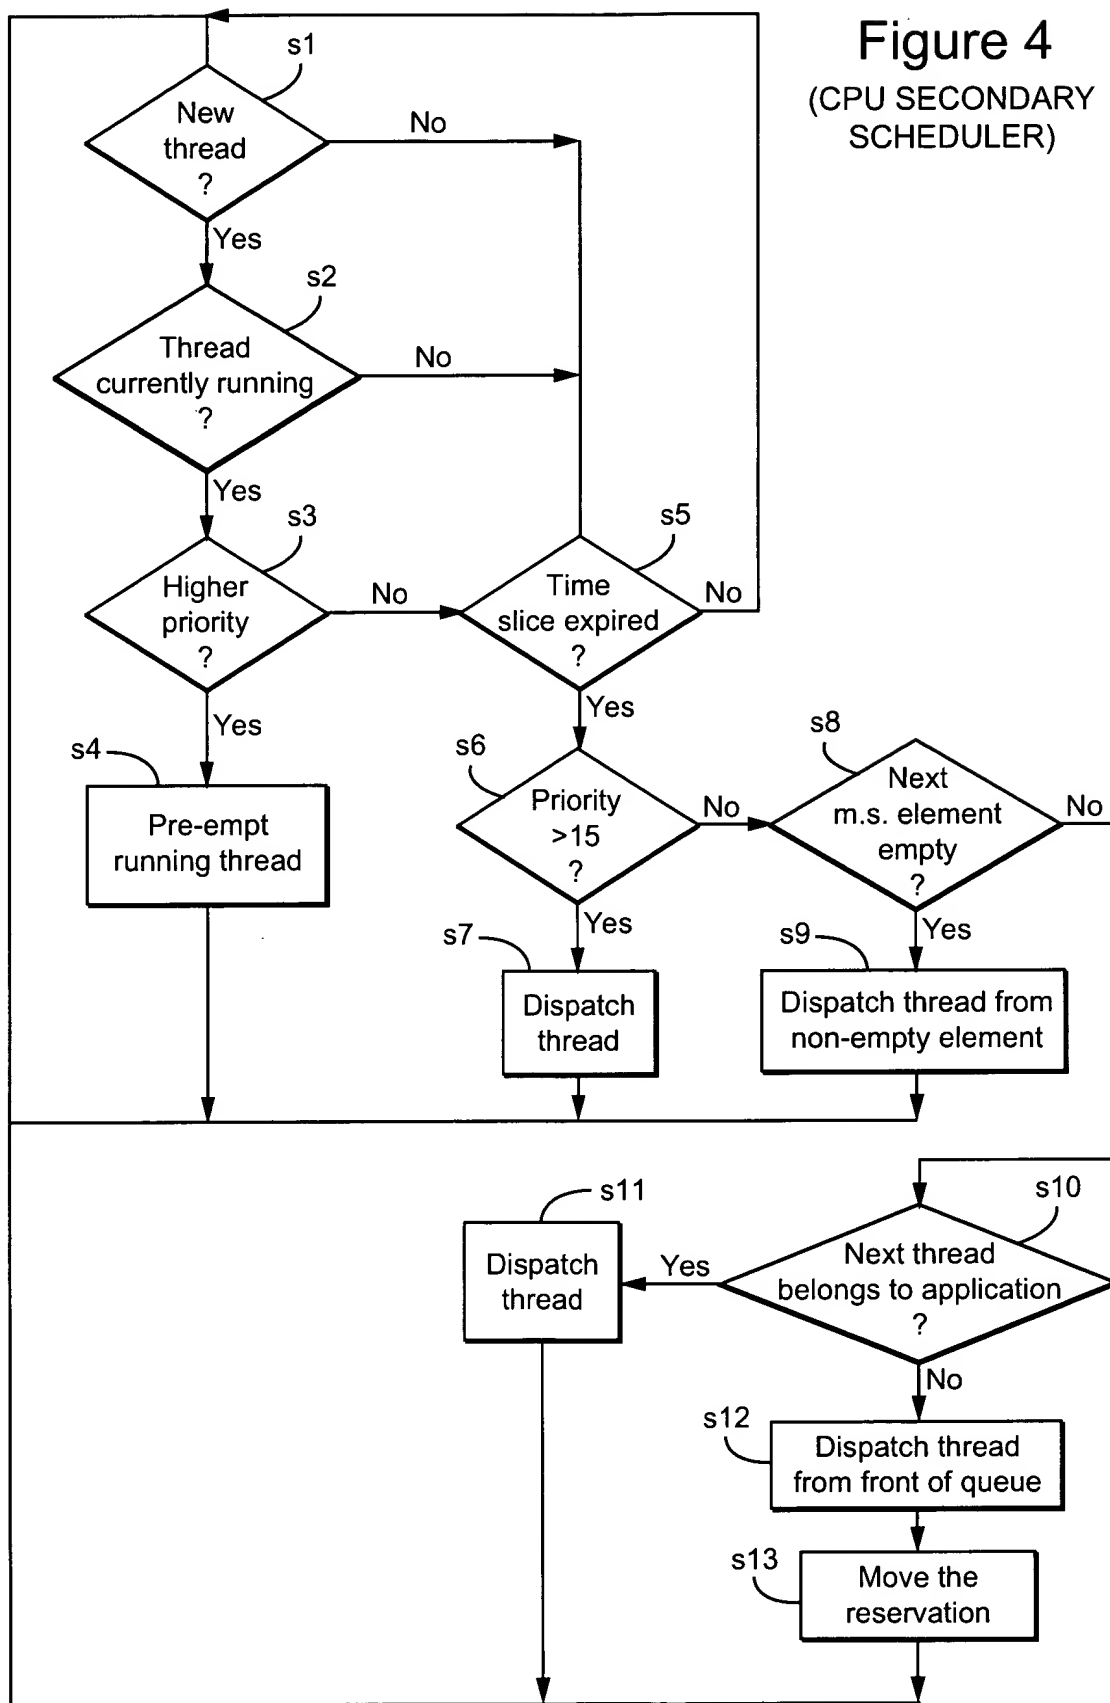 Figure 4
(CPU SECONDARY
SCHEDULER)
s1
New
thread
?
No
Yes
s2
Thread
currently running
?
No
Yes
s3
Higher
priority
?
No
Yes
s4
Pre-empt
running thread
s5
Time
slice expired
?
No
Yes
s6
Priority
>15
?
No
Yes
s7
Dispatch
thread
s8
Next
m.s. element
empty
?
No
Yes
s9
Dispatch thread from
non-empty element
s10
Next thread
belongs to application
?
Yes
No
s11
Dispatch
thread
s12
Dispatch thread
from front of queue
s13
Move the
reservation